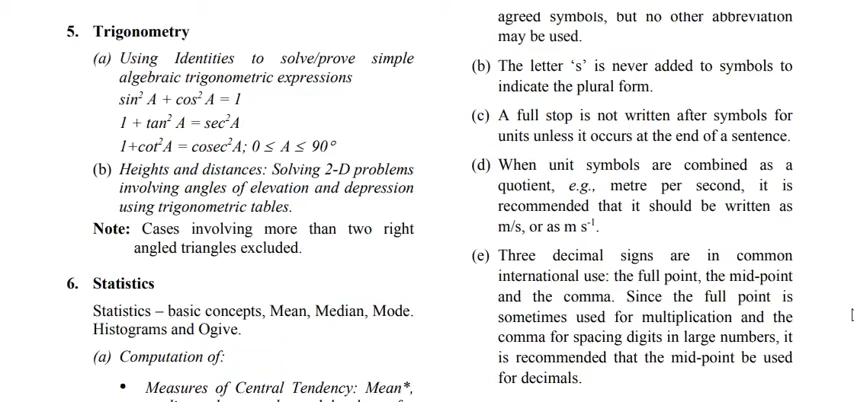 5. Trigonometry
(a) Using Identities to solve/prove simple
algebraic trigonometric expressions
sin² A + cos² A = 1
1 + tan² A = sec²A
1+cot²A = cosec²A; 0 ≤ A ≤ 90°
(b) Heights and distances: Solving 2-D problems
involving angles of elevation and depression
using trigonometric tables.
Note: Cases involving more than two right
angled triangles excluded.
6. Statistics
Statistics – basic concepts, Mean, Median, Mode.
Histograms and Ogive.
(a) Computation of:
• Measures of Central Tendency: Mean*,
agreed symbols, but no other abbreviation
may be used.
(b) The letter ‘s’ is never added to symbols to
indicate the plural form.
(c) A full stop is not written after symbols for
units unless it occurs at the end of a sentence.
(d) When unit symbols are combined as a
quotient, e.g., metre per second, it is
recommended that it should be written as
m/s, or as m s⁻¹.
(e) Three decimal signs are in common
international use: the full point, the mid-point
and the comma. Since the full point is
sometimes used for multiplication and the
comma for spacing digits in large numbers, it
is recommended that the mid-point be used
for decimals.